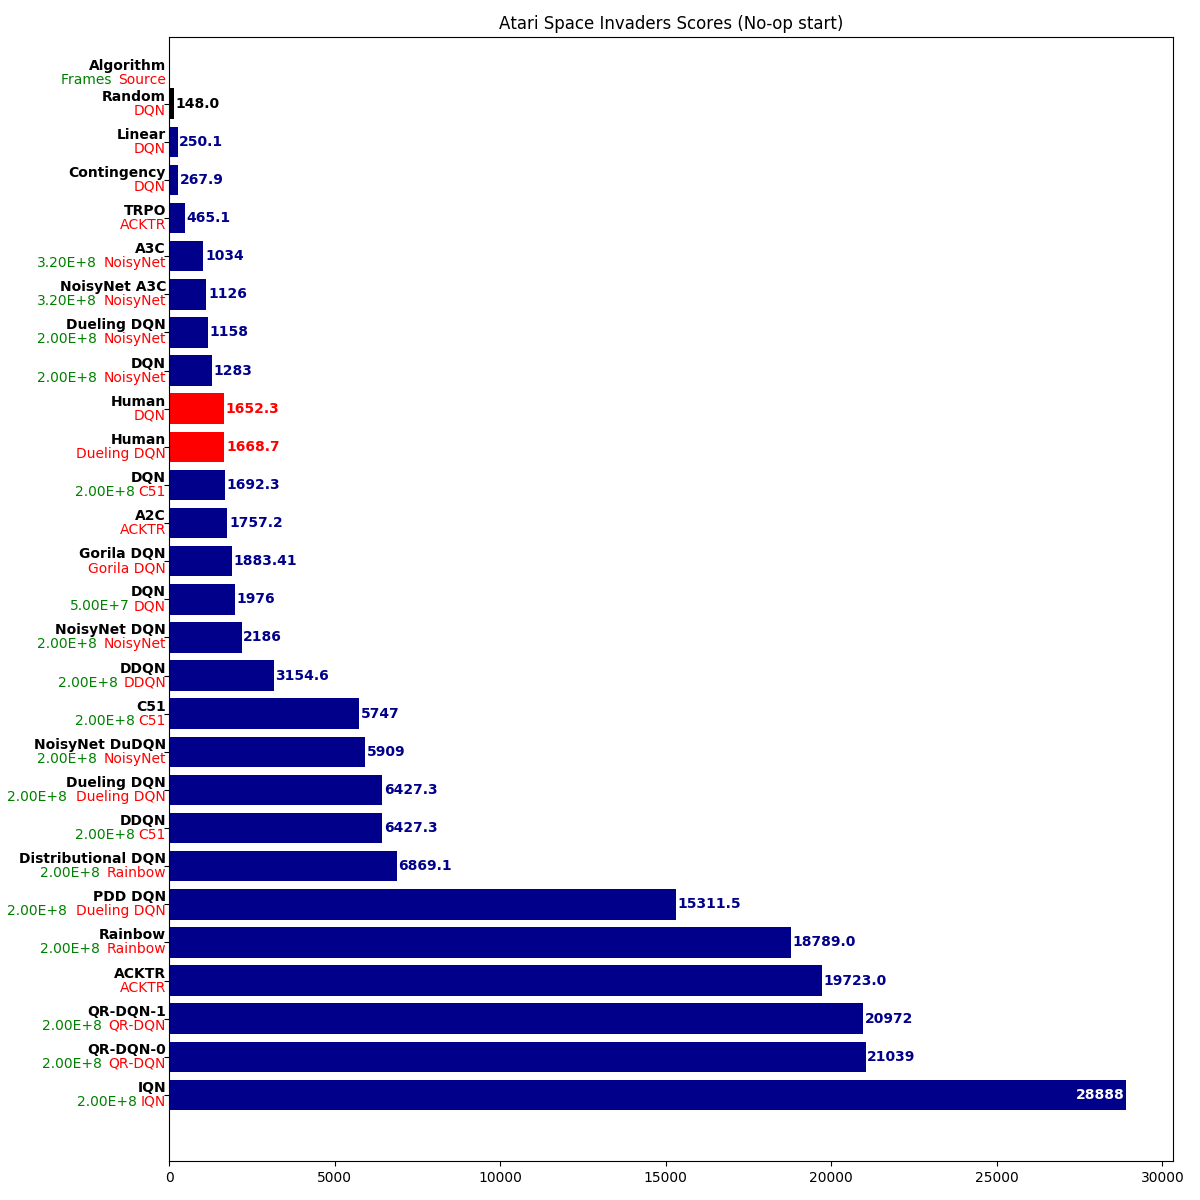 Atari Space Invaders Scores (No-op start)
Algorithm
Frames Source
Random
DQN
148.0
Linear
DQN
250.1
Contingency
DQN
267.9
TRPO
ACKTR
465.1
A3C
3.20E+8 NoisyNet
1034
NoisyNet A3C
3.20E+8 NoisyNet
1126
Dueling DQN
2.00E+8 NoisyNet
1158
DQN
2.00E+8 NoisyNet
1283
Human
DQN
1652.3
Human
Dueling DQN
1668.7
DQN
2.00E+8 C51
1692.3
A2C
ACKTR
1757.2
Gorila DQN
Gorila DQN
1883.41
DQN
5.00E+7 DQN
1976
NoisyNet DQN
2.00E+8 NoisyNet
2186
DDQN
2.00E+8 DDQN
3154.6
C51
2.00E+8 C51
5747
NoisyNet DuDQN
2.00E+8 NoisyNet
5909
Dueling DQN
2.00E+8 Dueling DQN
6427.3
DDQN
2.00E+8 C51
6427.3
Distributional DQN
2.00E+8 Rainbow
6869.1
PDD DQN
2.00E+8 Dueling DQN
15311.5
Rainbow
2.00E+8 Rainbow
18789.0
ACKTR
ACKTR
19723.0
QR-DQN-1
2.00E+8 QR-DQN
20972
QR-DQN-0
2.00E+8 QR-DQN
21039
IQN
2.00E+8 IQN
28888
0 5000 10000 15000 20000 25000 30000